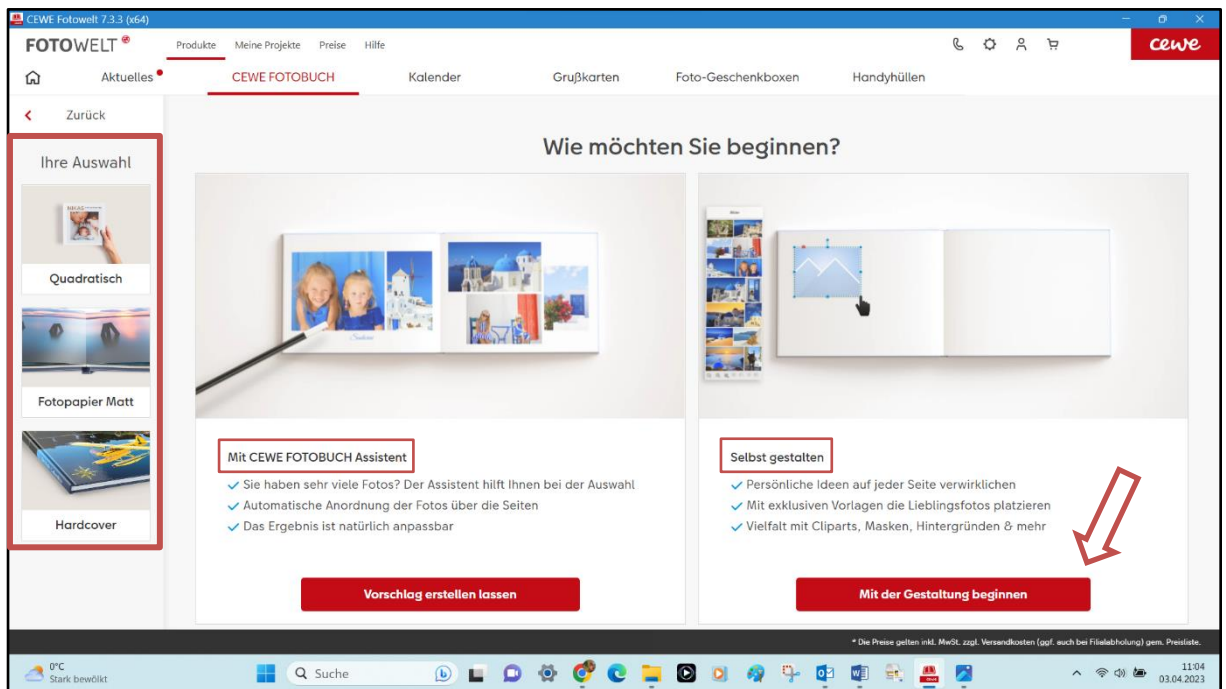 CEWE Fotowelt 7.3.3 (x64)
FOTOWELT
Produkte Meine Projekte Preise Hilfe
cewe
Aktuelles CEWE FOTOBUCH Kalender Grußkarten Foto-Geschenkboxen Handyhüllen
Zurück
Ihre Auswahl
Quadratisch
Fotopapier Matt
Hardcover
Wie möchten Sie beginnen?
Mit CEWE FOTOBUCH Assistent
Sie haben sehr viele Fotos? Der Assistent hilft Ihnen bei der Auswahl
Automatische Anordnung der Fotos über die Seiten
Das Ergebnis ist natürlich anpassbar
Vorschlag erstellen lassen
Selbst gestalten
Persönliche Ideen auf jeder Seite verwirklichen
Mit exklusiven Vorlagen die Lieblingsfotos platzieren
Vielfalt mit Cliparts, Masken, Hintergründen & mehr
Mit der Gestaltung beginnen
* Die Preise gelten inkl. MwSt. zzgl. Versandkosten (ggf. auch bei Filialabholung) gem. Preisliste.
0°C
Stark bewölkt
Suche
11:04
03.04.2023